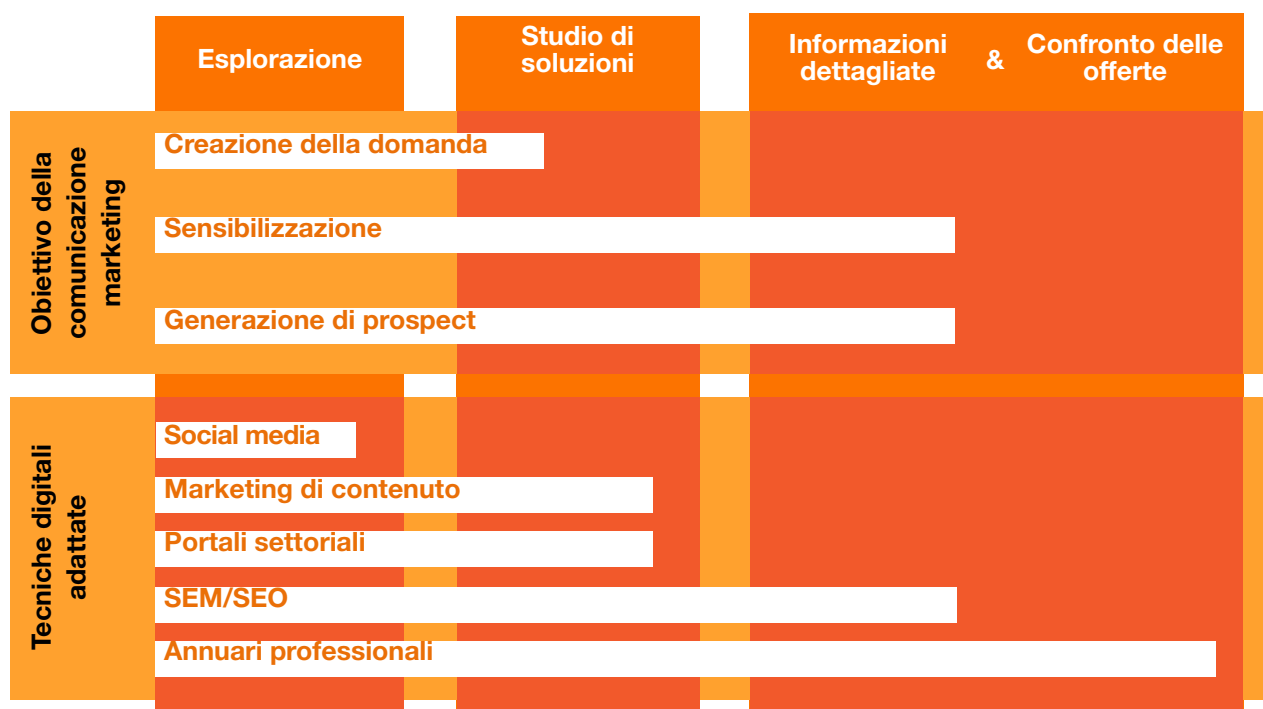 Esplorazione
Studio di
soluzioni
Informazioni
dettagliate
&
Confronto delle
offerte
Obiettivo della
comunicazione
marketing
Creazione della domanda
Sensibilizzazione
Generazione di prospect
Tecniche digitali
adattate
Social media
Marketing di contenuto
Portali settoriali
SEM/SEO
Annuari professionali